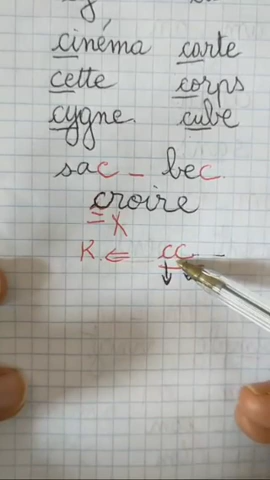 cinéma carte
cette corps
cygne cube
sac - bec
croire
X
K ⇐ cc